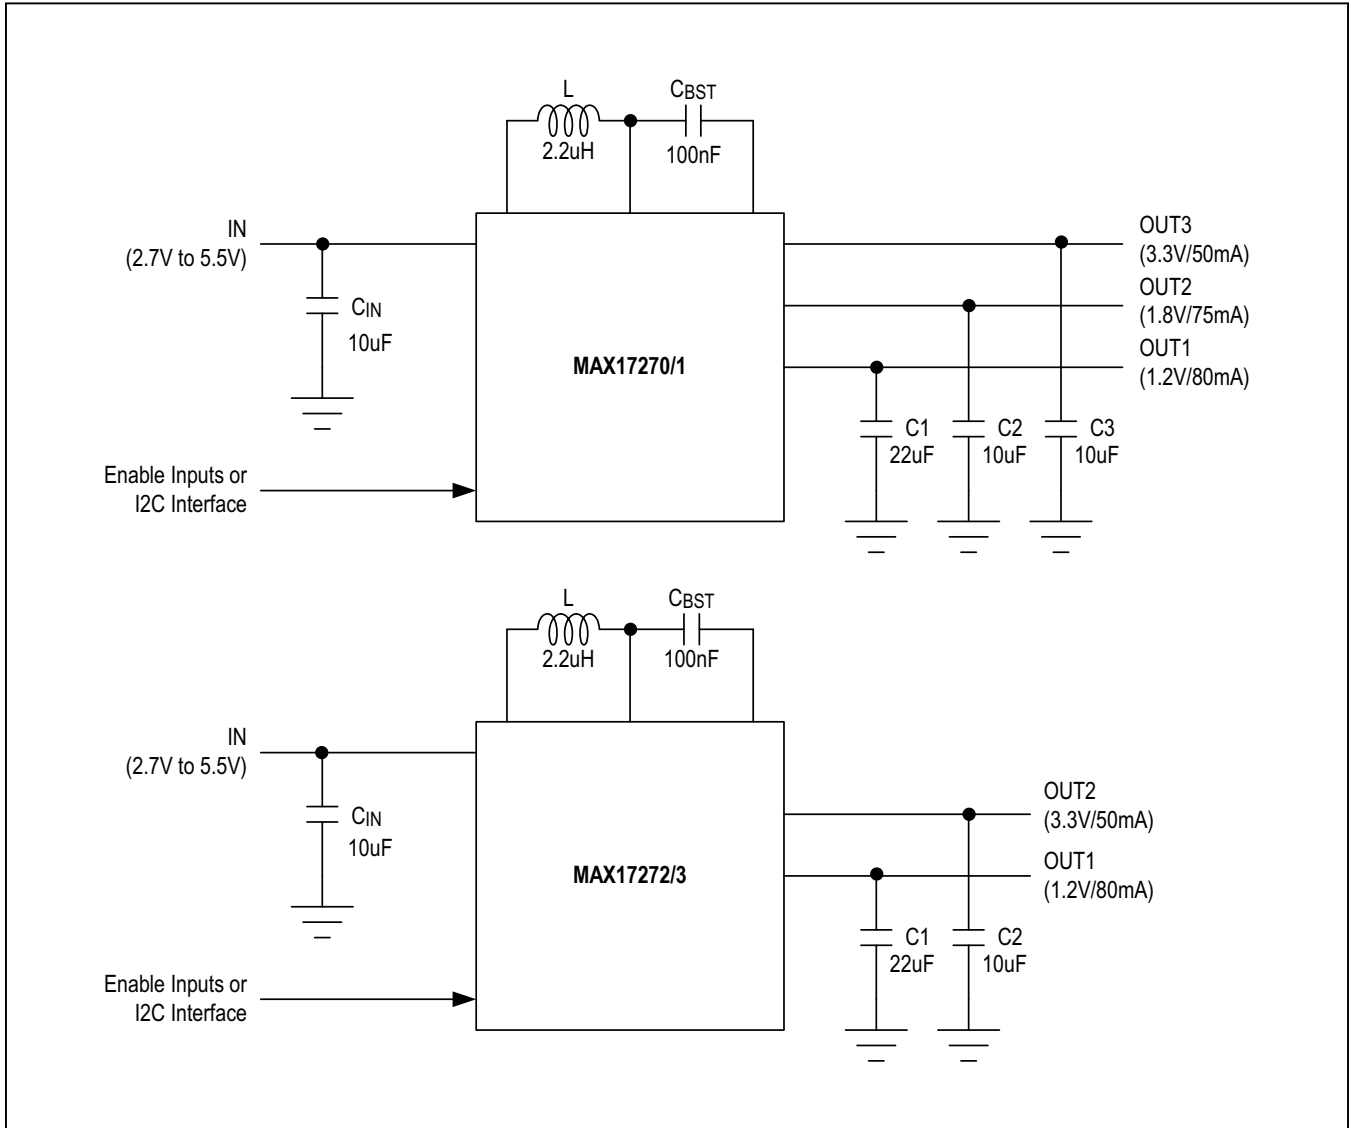 L
CBST
2.2uH
100nF
IN
(2.7V to 5.5V)
CIN
10uF
MAX17270/1
OUT3
(3.3V/50mA)
OUT2
(1.8V/75mA)
OUT1
(1.2V/80mA)
C1
22uF
C2
10uF
C3
10uF
Enable Inputs or
I2C Interface
L
CBST
2.2uH
100nF
IN
(2.7V to 5.5V)
CIN
10uF
MAX17272/3
OUT2
(3.3V/50mA)
OUT1
(1.2V/80mA)
C1
22uF
C2
10uF
Enable Inputs or
I2C Interface